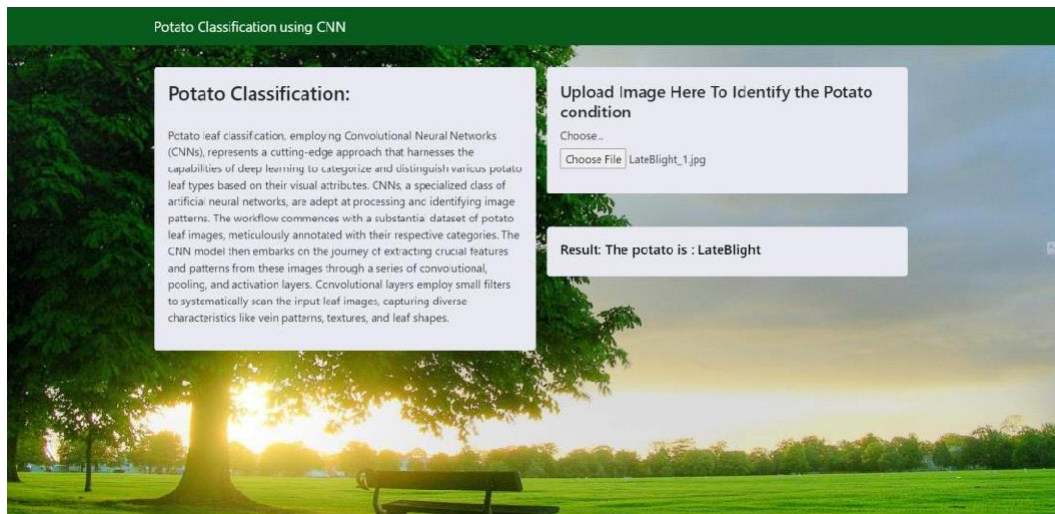 Potato Classification using CNN
Potato Classification:
Potato leaf classification, employing Convolutional Neural Networks
(CNNs), represents a cutting-edge approach that harnesses the
capabilities of deep learning to categorize and distinguish various potato
leaf types based on their visual attributes. CNNs, a specialized class of
artificial neural networks, are adept at processing and identifying image
patterns. The workflow commences with a substantial dataset of potato
leaf images, meticulously annotated with their respective categories. The
CNN model then embarks on the journey of extracting crucial features
and patterns from these images through a series of convolutional,
pooling, and activation layers. Convolutional layers employ small filters
to systematically scan the input leaf images, capturing diverse
characteristics like vein patterns, textures, and leaf shapes.
Upload Image Here To Identify the Potato
condition
Choose...
Choose File LateBlight_1.jpg
Result: The potato is : LateBlight